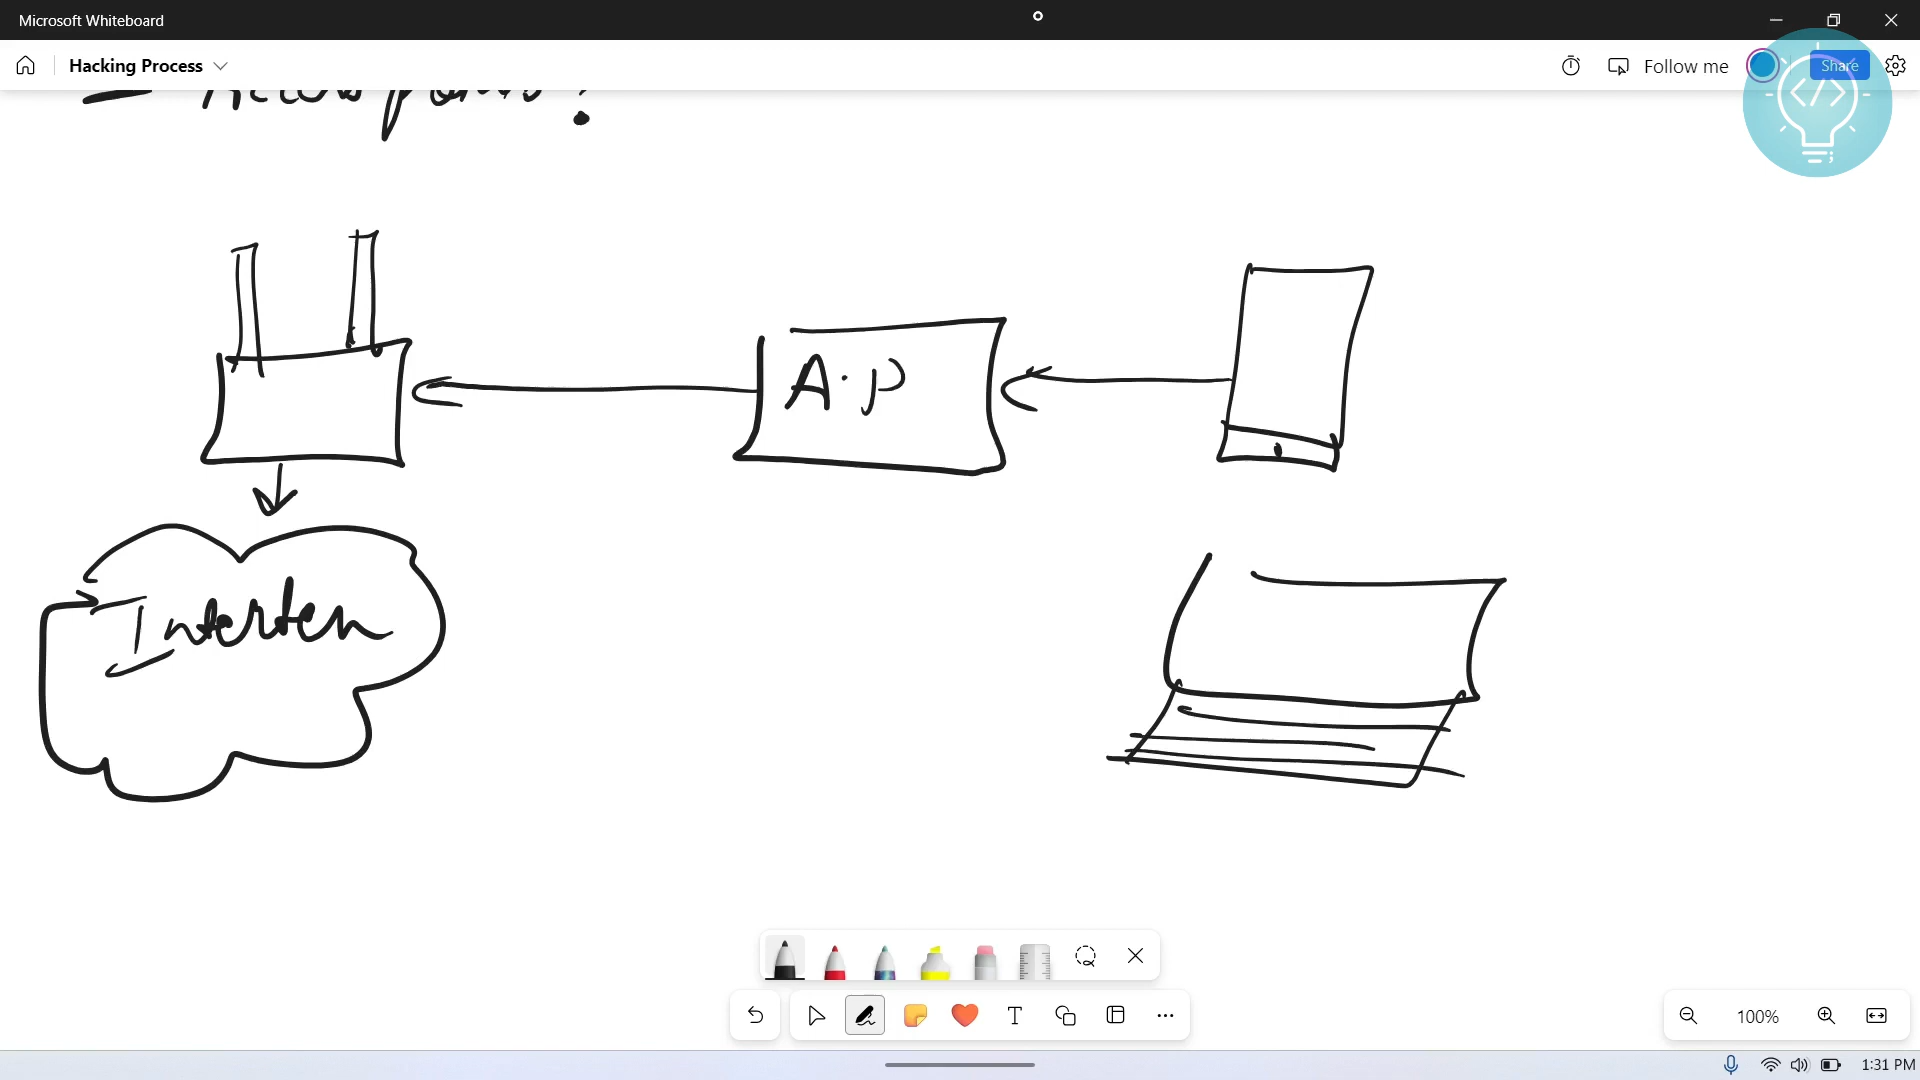 Microsoft Whiteboard
Hacking Process
Follow me
Share
</>
A.P
Interten
100%
1:31 PM